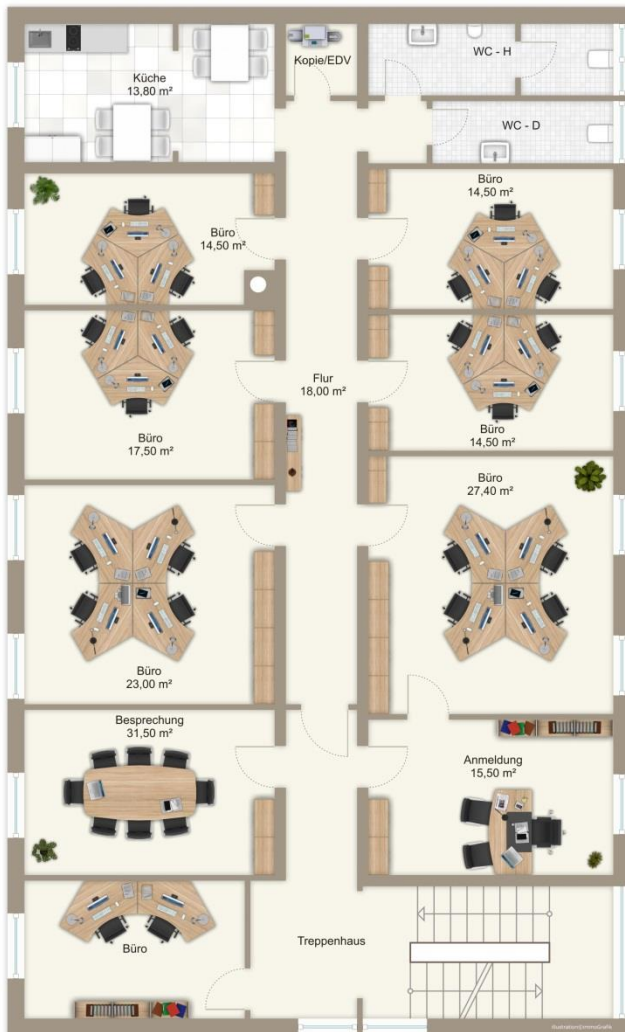 Kopie/EDV
WC - H
Küche
13,80 m²
WC - D
Büro
14,50 m²
Büro
14,50 m²
Flur
18,00 m²
Büro
17,50 m²
Büro
14,50 m²
Büro
27,40 m²
Büro
23,00 m²
Besprechung
31,50 m²
Anmeldung
15,50 m²
Büro
Treppenhaus
Illustration©ImmoGrafik